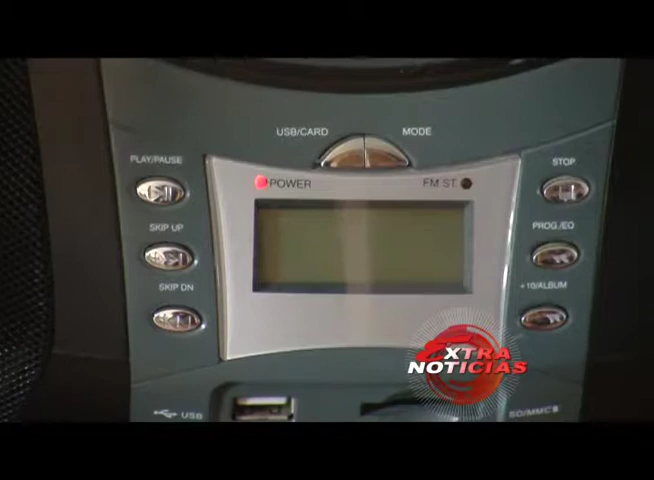 USB/CARD
MODE
PLAY/PAUSE
STOP
POWER
FM ST.
SKIP UP
PROG./EQ
SKIP DN
+10/ALBUM
EXTRA
NOTICIAS
USB
SD/MMC